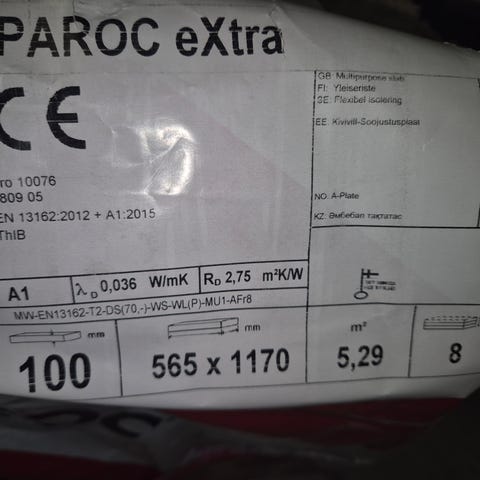 PAROC eXtra
CE
GB: Multipurpose slab
FI: Yleiseriste
SE: Flexibel isolering
EE: Kivivill-Soojustusplaat
ro 10076
809 05
EN 13162:2012 + A1:2015
ThIB
NO: A-Plate
KZ: Әмбебап тақтатас
A1
λD 0,036 W/mK
RD 2,75 m²K/W
MW-EN13162-T2-DS(70,-)-WS-WL(P)-MU1-AFr8
mm
mm
m²
100
565 x 1170
5,29
8